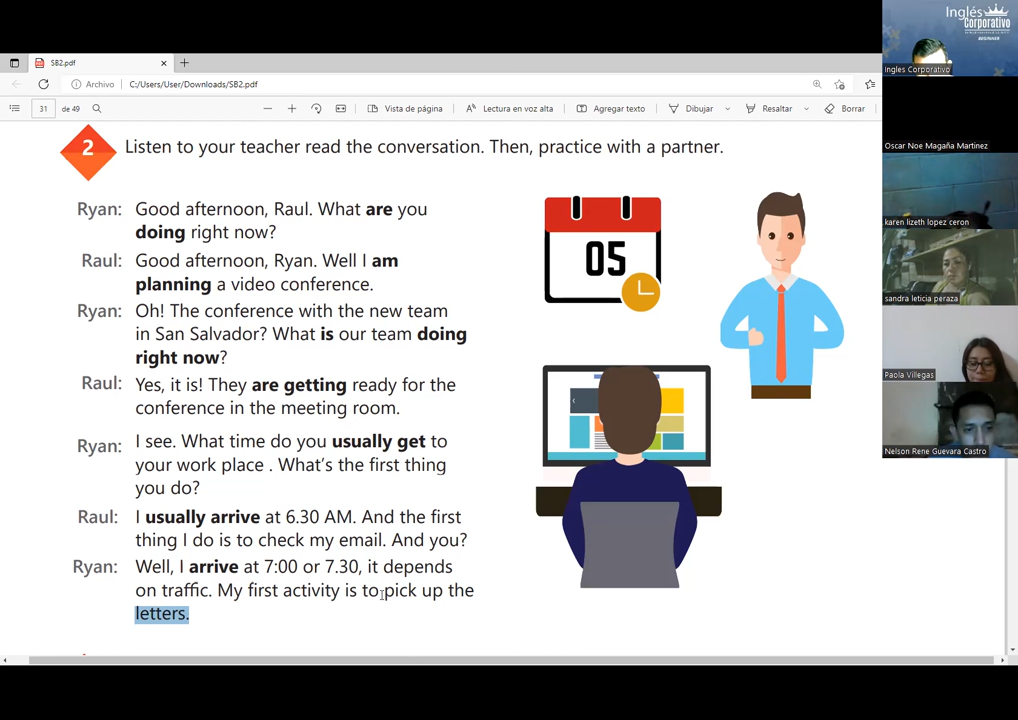 SB2.pdf
Archivo
C:/Users/User/Downloads/SB2.pdf
31
de 49
Vista de página
Lectura en voz alta
Agregar texto
Dibujar
Resaltar
Borrar
2
Listen to your teacher read the conversation. Then, practice with a partner.
Ryan: Good afternoon, Raul. What are you
doing right now?
Raul: Good afternoon, Ryan. Well I am
planning a video conference.
Ryan: Oh! The conference with the new team
in San Salvador? What is our team doing
right now?
Raul: Yes, it is! They are getting ready for the
conference in the meeting room.
Ryan: I see. What time do you usually get to
your work place . What's the first thing
you do?
Raul: I usually arrive at 6.30 AM. And the first
thing I do is to check my email. And you?
Ryan: Well, I arrive at 7:00 or 7.30, it depends
on traffic. My first activity is to pick up the
letters.
05
Inglés
Corporativo
BEGINNER
Ingles Corporativo
Oscar Noe Magaña Martinez
karen lizeth lopez ceron
sandra leticia peraza
Paola Villegas
Nelson Rene Guevara Castro